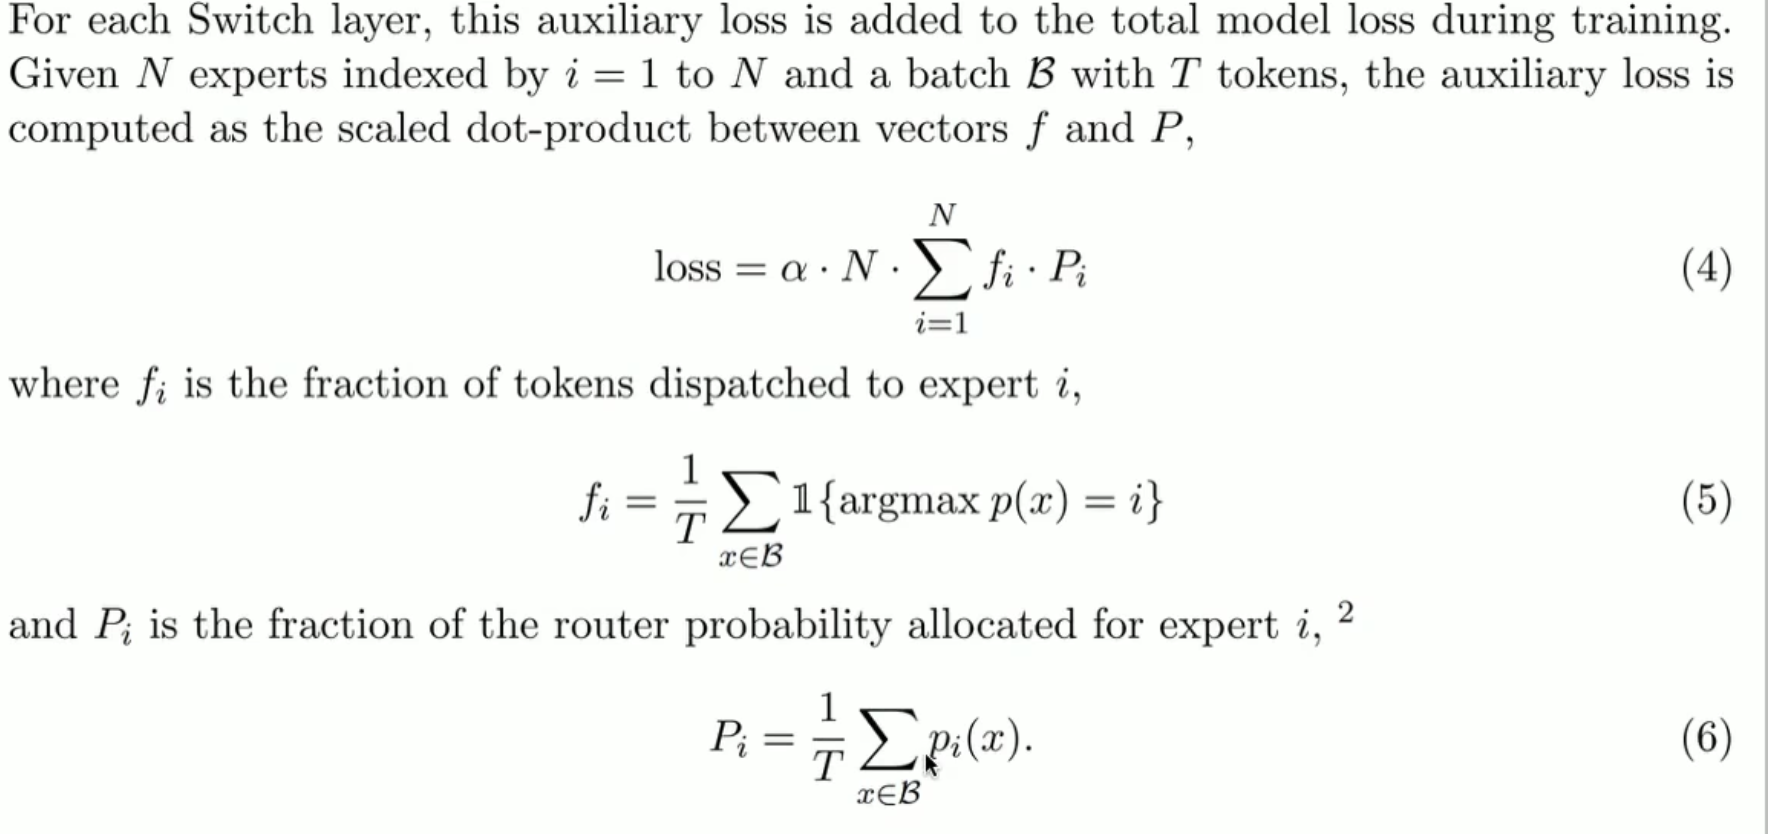 For each Switch layer, this auxiliary loss is added to the total model loss during training.
Given N experts indexed by i = 1 to N and a batch ℬ with T tokens, the auxiliary loss is
computed as the scaled dot-product between vectors f and P,
loss = α · N · ∑_{i=1}^{N} f_i · P_i (4)
where f_i is the fraction of tokens dispatched to expert i,
f_i = \frac{1}{T} ∑_{x∈ℬ} 𝟙{argmax p(x) = i} (5)
and P_i is the fraction of the router probability allocated for expert i, ²
P_i = \frac{1}{T} ∑_{x∈ℬ} p_i(x). (6)